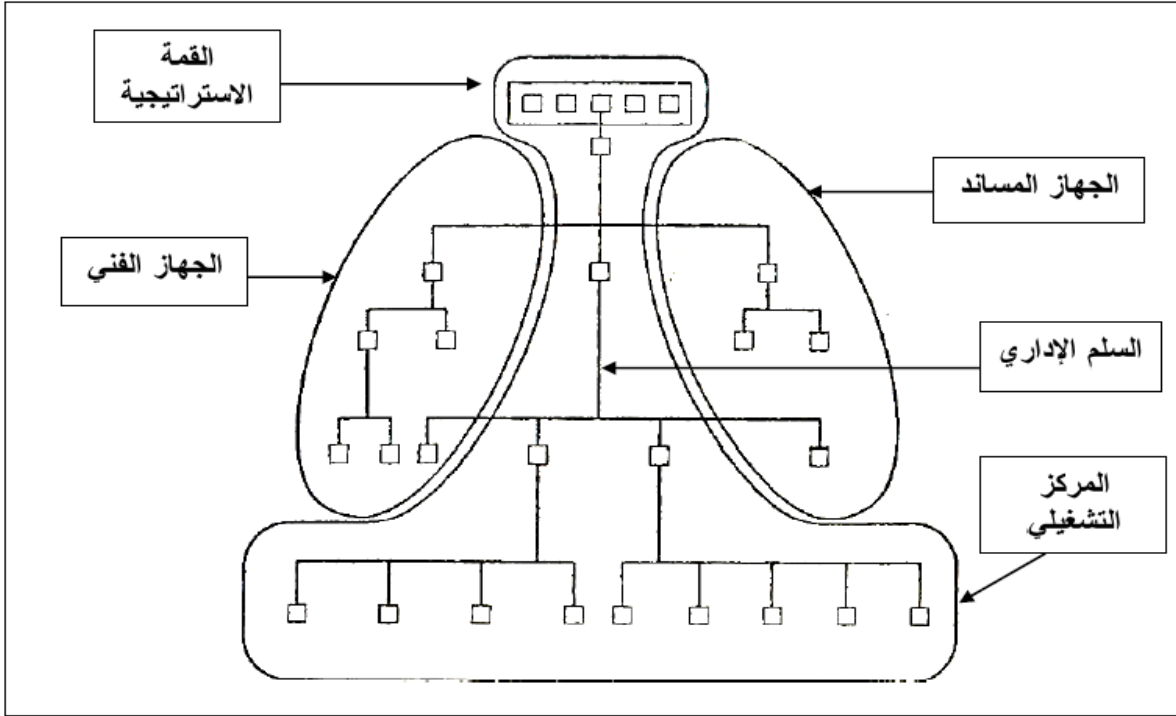 القمة
الاستراتيجية
الجهاز المساند
الجهاز الفني
السلم الإداري
المركز
التشغيلي